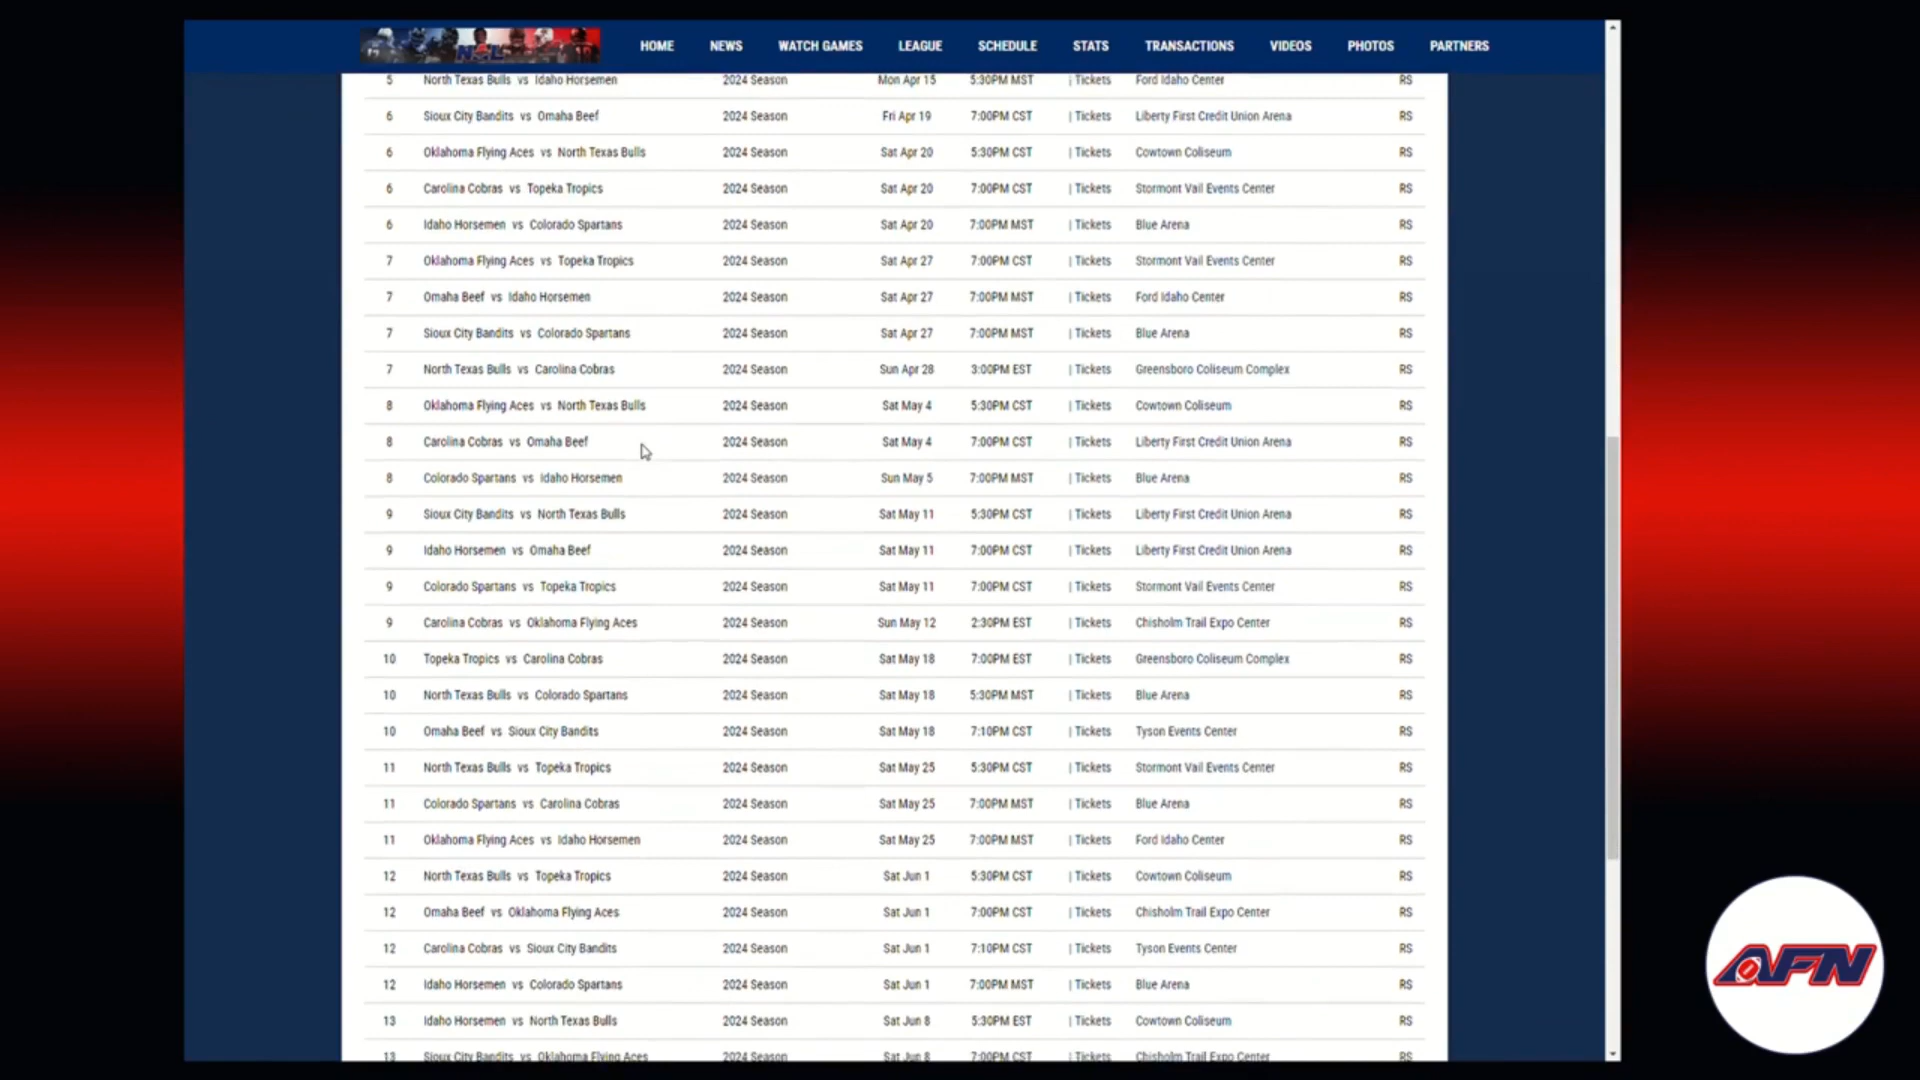 NAL HOME NEWS WATCH GAMES LEAGUE SCHEDULE STATS TRANSACTIONS VIDEOS PHOTOS PARTNERS
5 North Texas Bulls vs Idaho Horsemen 2024 Season Mon Apr 15 5:30PM MST | Tickets Ford Idaho Center RS
6 Sioux City Bandits vs Omaha Beef 2024 Season Fri Apr 19 7:00PM CST | Tickets Liberty First Credit Union Arena RS
6 Oklahoma Flying Aces vs North Texas Bulls 2024 Season Sat Apr 20 5:30PM CST | Tickets Cowtown Coliseum RS
6 Carolina Cobras vs Topeka Tropics 2024 Season Sat Apr 20 7:00PM CST | Tickets Stormont Vail Events Center RS
6 Idaho Horsemen vs Colorado Spartans 2024 Season Sat Apr 20 7:00PM MST | Tickets Blue Arena RS
7 Oklahoma Flying Aces vs Topeka Tropics 2024 Season Sat Apr 27 7:00PM CST | Tickets Stormont Vail Events Center RS
7 Omaha Beef vs Idaho Horsemen 2024 Season Sat Apr 27 7:00PM MST | Tickets Ford Idaho Center RS
7 Sioux City Bandits vs Colorado Spartans 2024 Season Sat Apr 27 7:00PM MST | Tickets Blue Arena RS
7 North Texas Bulls vs Carolina Cobras 2024 Season Sun Apr 28 3:00PM EST | Tickets Greensboro Coliseum Complex RS
8 Oklahoma Flying Aces vs North Texas Bulls 2024 Season Sat May 4 5:30PM CST | Tickets Cowtown Coliseum RS
8 Carolina Cobras vs Omaha Beef 2024 Season Sat May 4 7:00PM CST | Tickets Liberty First Credit Union Arena RS
8 Colorado Spartans vs Idaho Horsemen 2024 Season Sun May 5 7:00PM MST | Tickets Blue Arena RS
9 Sioux City Bandits vs North Texas Bulls 2024 Season Sat May 11 5:30PM CST | Tickets Liberty First Credit Union Arena RS
9 Idaho Horsemen vs Omaha Beef 2024 Season Sat May 11 7:00PM CST | Tickets Liberty First Credit Union Arena RS
9 Colorado Spartans vs Topeka Tropics 2024 Season Sat May 11 7:00PM CST | Tickets Stormont Vail Events Center RS
9 Carolina Cobras vs Oklahoma Flying Aces 2024 Season Sun May 12 2:30PM EST | Tickets Chisholm Trail Expo Center RS
10 Topeka Tropics vs Carolina Cobras 2024 Season Sat May 18 7:00PM EST | Tickets Greensboro Coliseum Complex RS
10 North Texas Bulls vs Colorado Spartans 2024 Season Sat May 18 5:30PM MST | Tickets Blue Arena RS
10 Omaha Beef vs Sioux City Bandits 2024 Season Sat May 18 7:10PM CST | Tickets Tyson Events Center RS
11 North Texas Bulls vs Topeka Tropics 2024 Season Sat May 25 5:30PM CST | Tickets Stormont Vail Events Center RS
11 Colorado Spartans vs Carolina Cobras 2024 Season Sat May 25 7:00PM MST | Tickets Blue Arena RS
11 Oklahoma Flying Aces vs Idaho Horsemen 2024 Season Sat May 25 7:00PM MST | Tickets Ford Idaho Center RS
12 North Texas Bulls vs Topeka Tropics 2024 Season Sat Jun 1 5:30PM CST | Tickets Cowtown Coliseum RS
12 Omaha Beef vs Oklahoma Flying Aces 2024 Season Sat Jun 1 7:00PM CST | Tickets Chisholm Trail Expo Center RS
12 Carolina Cobras vs Sioux City Bandits 2024 Season Sat Jun 1 7:10PM CST | Tickets Tyson Events Center RS
12 Idaho Horsemen vs Colorado Spartans 2024 Season Sat Jun 1 7:00PM MST | Tickets Blue Arena RS
13 Idaho Horsemen vs North Texas Bulls 2024 Season Sat Jun 8 5:30PM EST | Tickets Cowtown Coliseum RS
13 Sioux City Bandits vs Oklahoma Flying Aces 2024 Season Sat Jun 8 7:00PM CST | Tickets Chisholm Trail Expo Center RS
AFN